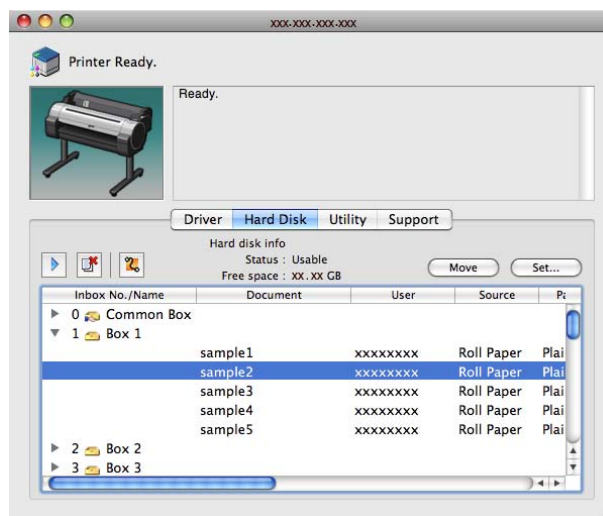 xxx-xxx-xxx-xxx
Printer Ready.
Ready.
Driver Hard Disk Utility Support
Hard disk info
Status : Usable
Free space : XX.XX GB
Move Set...
Inbox No./Name Document User Source Pa
0 Common Box
1 Box 1
sample1 xxxxxxxx Roll Paper Plai
sample2 xxxxxxxx Roll Paper Plai
sample3 xxxxxxxx Roll Paper Plai
sample4 xxxxxxxx Roll Paper Plai
sample5 xxxxxxxx Roll Paper Plai
2 Box 2
3 Box 3